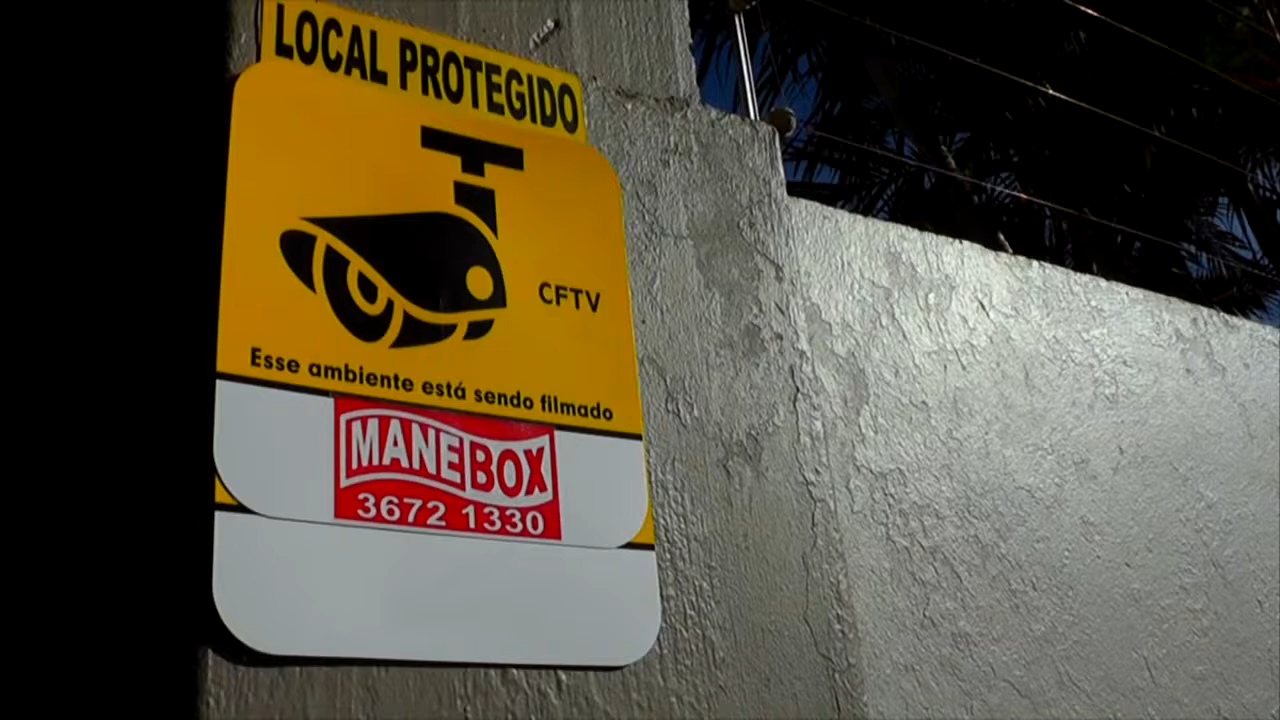 LOCAL PROTEGIDO
CFTV
Esse ambiente está sendo filmado
MANEBOX
3672 1330